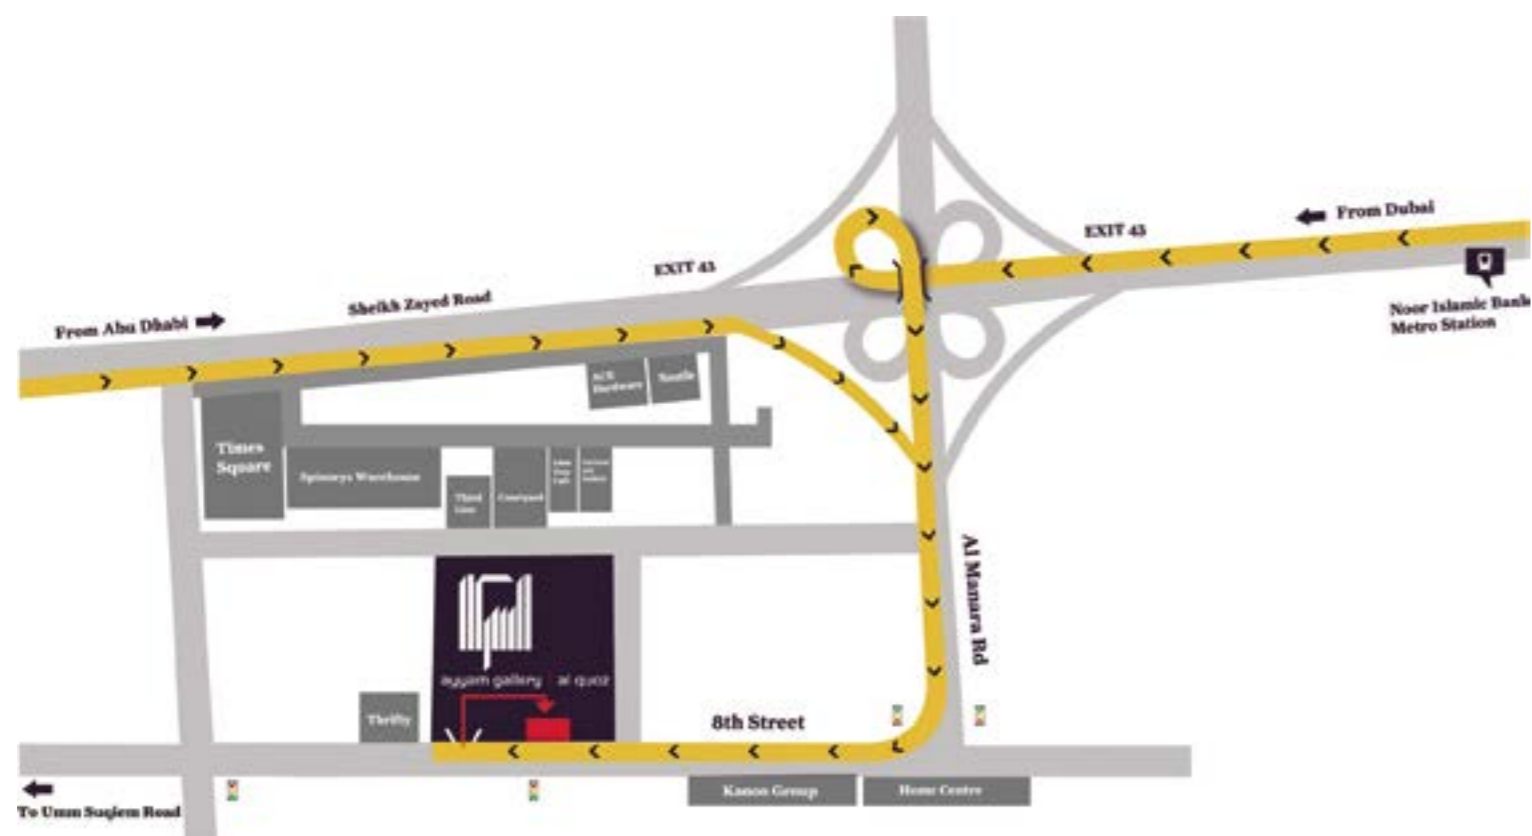 From Dubai
EXIT 43
EXIT 43
Noor Islamic Bank
Metro Station
Sheikh Zayed Road
From Abu Dhabi
ACE
Hardware
Times
Square
Spinneys Warehouse
Third
Line
Courtyard
Al Manara Rd
ayyam gallery al quoz
Thrifty
8th Street
Kanoo Group
Home Centre
To Umm Suqiem Road